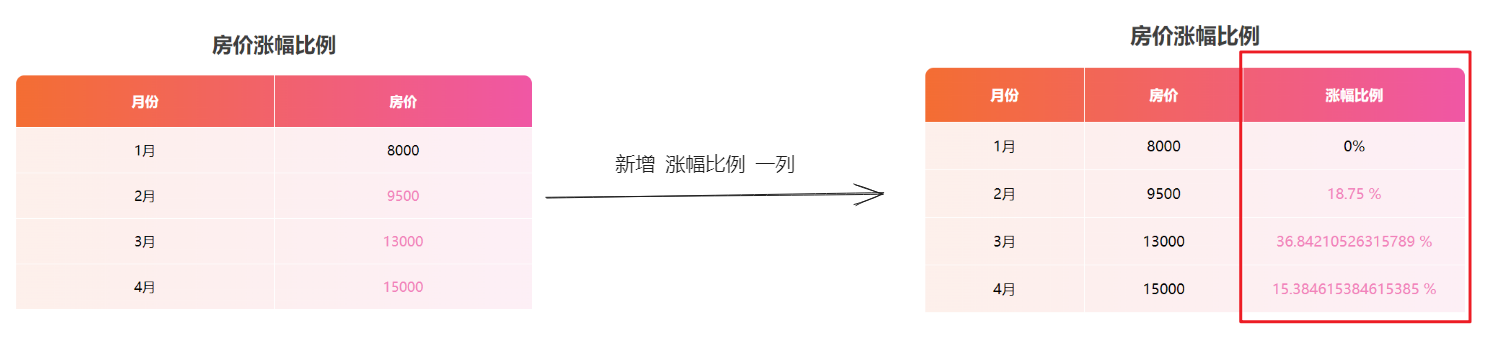 房价涨幅比例
月份 房价
1月 8000
2月 9500
3月 13000
4月 15000
新增 涨幅比例 一列
房价涨幅比例
月份 房价 涨幅比例
1月 8000 0%
2月 9500 18.75 %
3月 13000 36.84210526315789 %
4月 15000 15.384615384615385 %